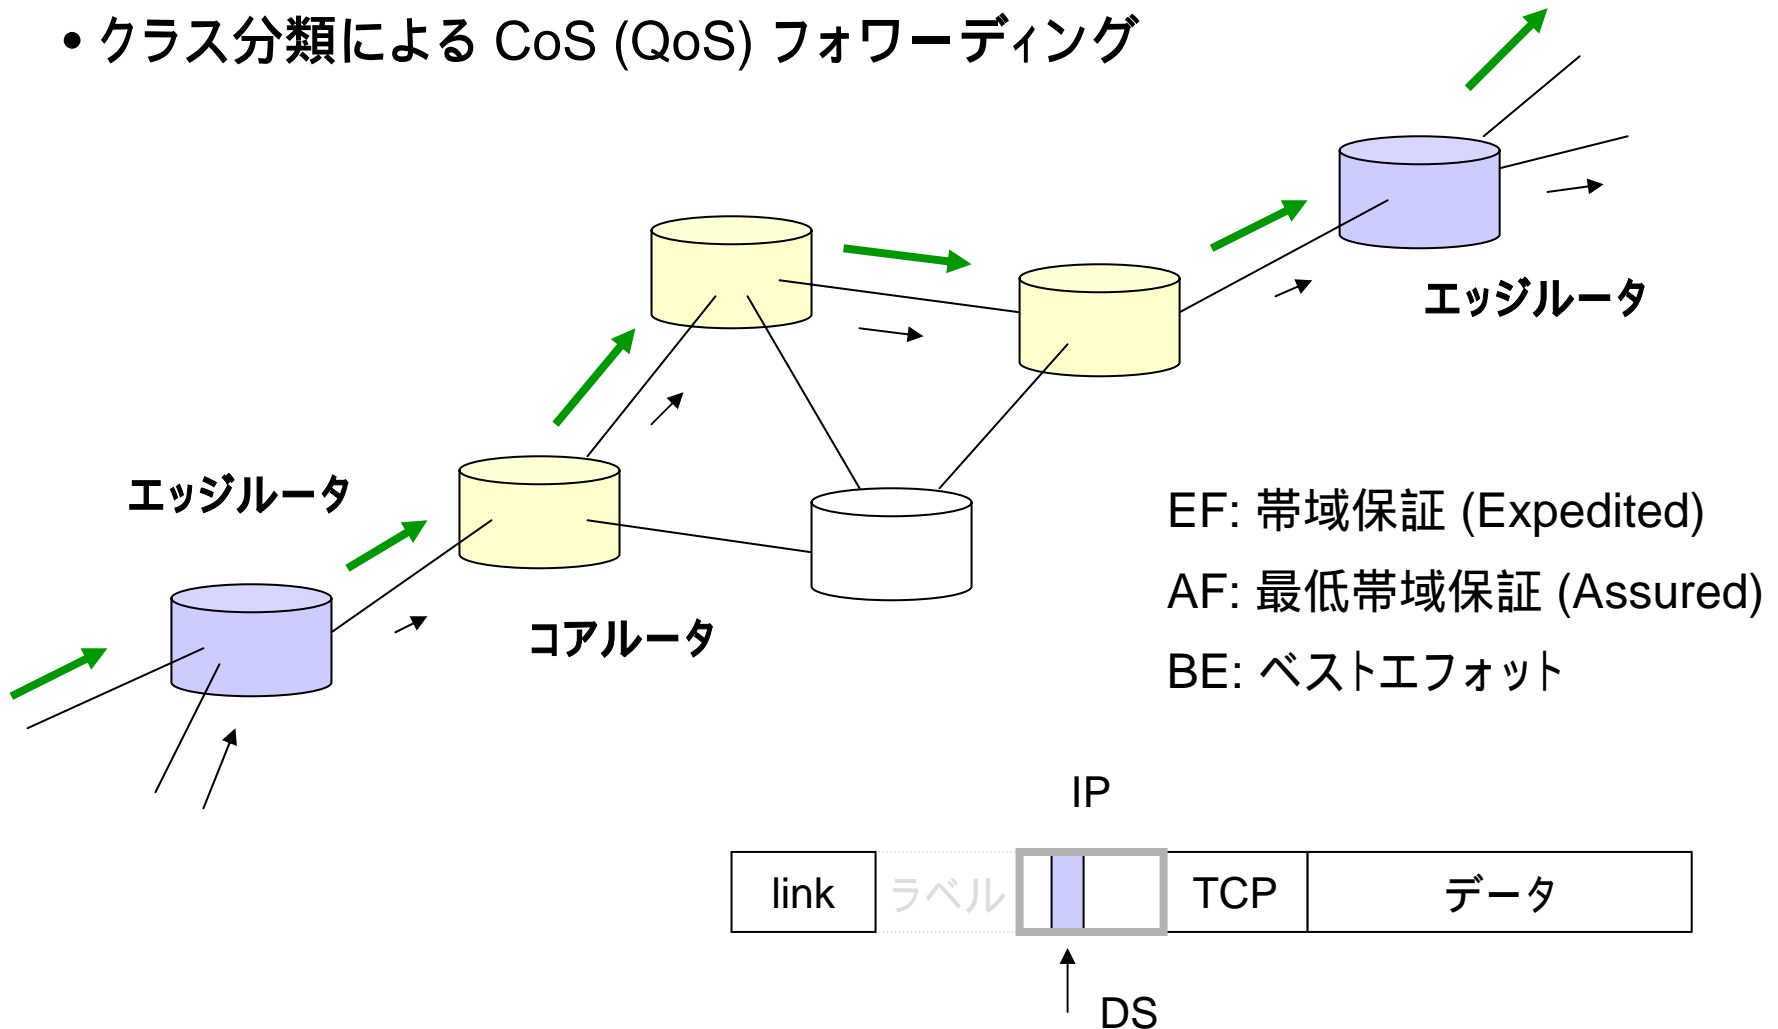 • クラス分類による CoS (QoS) フォワーディング
エッジルータ
エッジルータ
コアルータ
EF: 帯域保証 (Expedited)
AF: 最低帯域保証 (Assured)
BE: ベストエフォット
IP
link ラベル TCP データ
DS